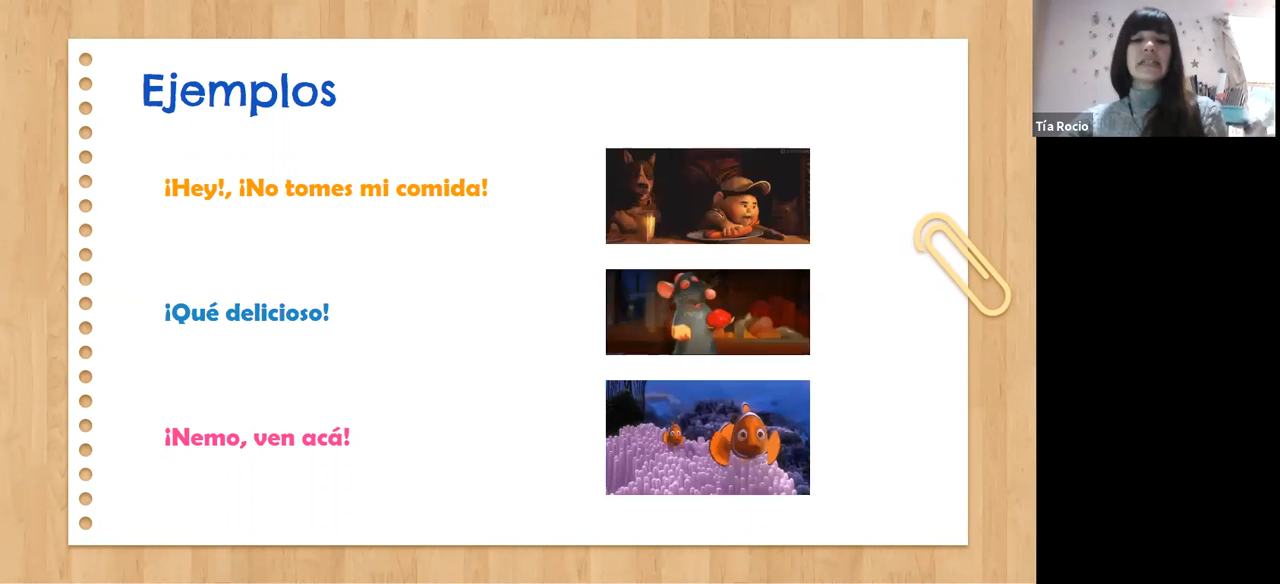 Ejemplos
¡Hey!, ¡No tomes mi comida!
¡Qué delicioso!
¡Nemo, ven acá!
Tía Rocio